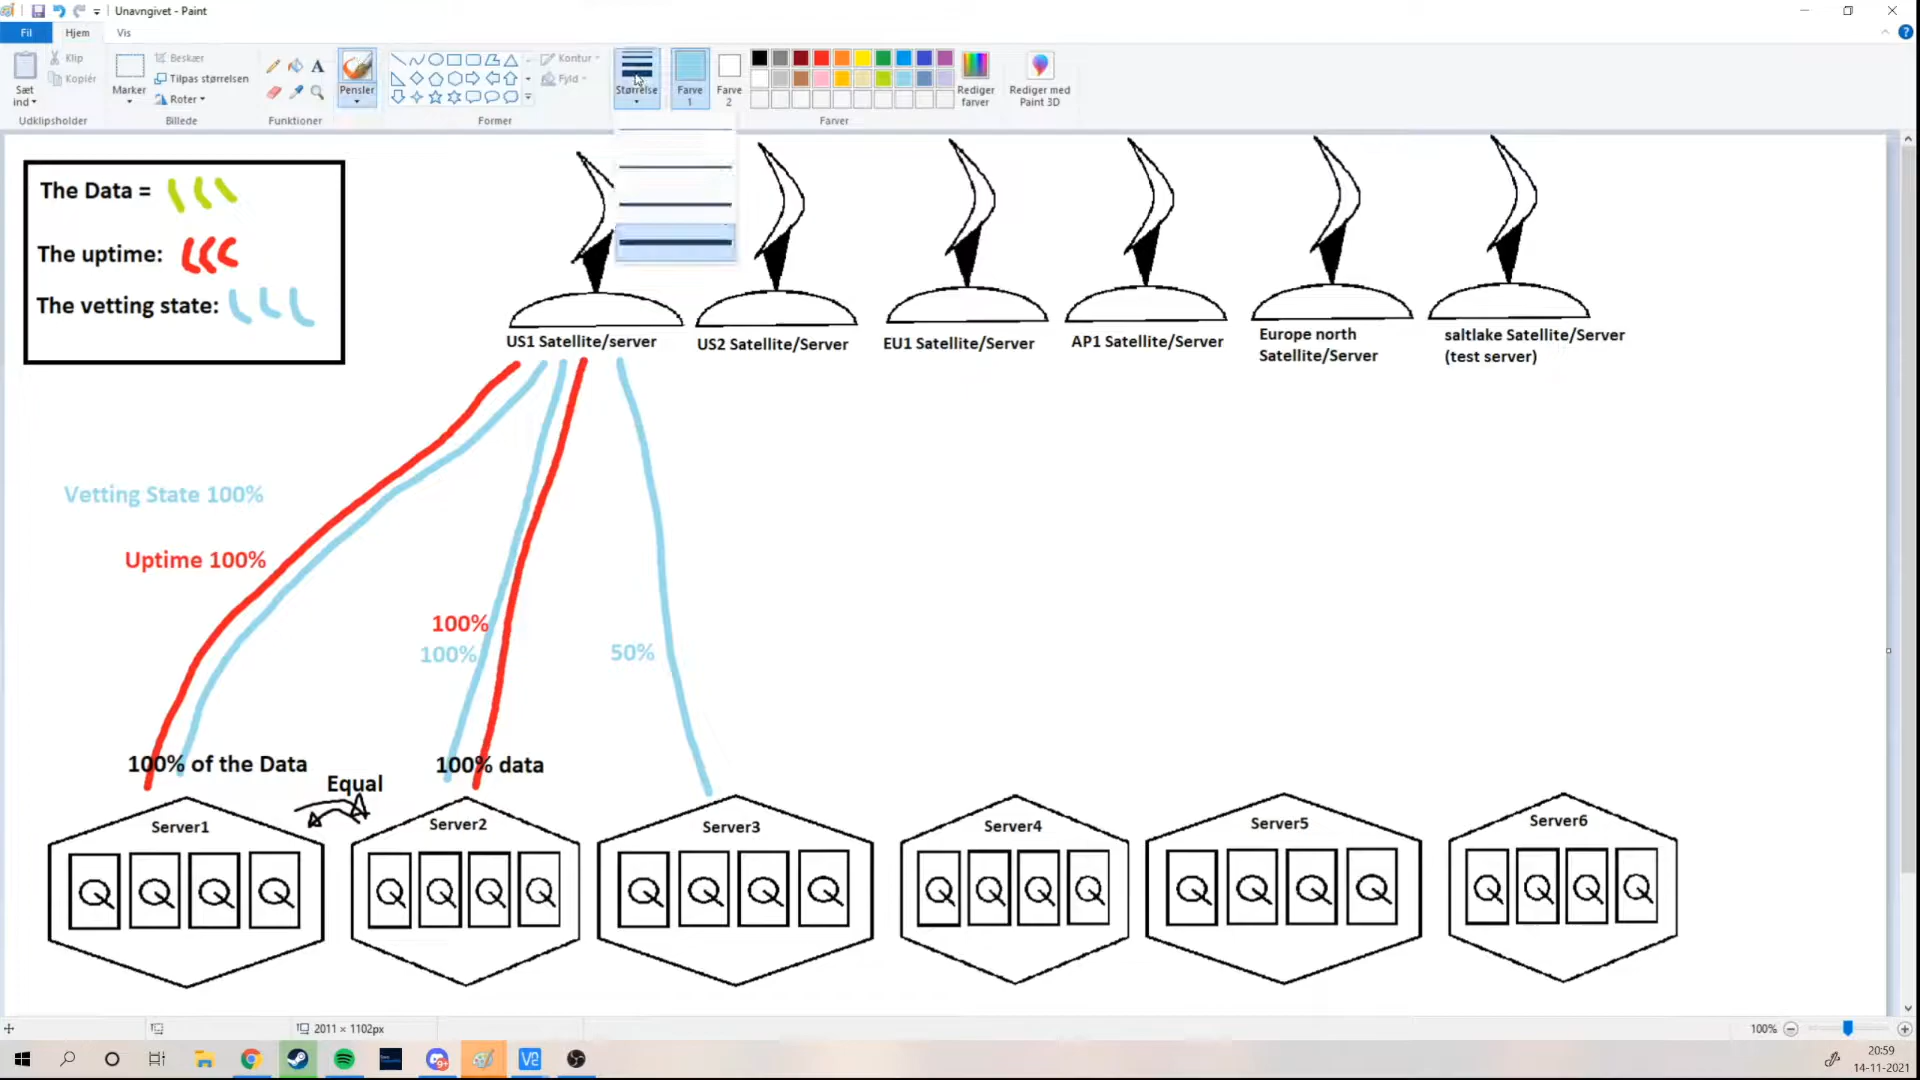 Unavngivet - Paint
Fil
Hjem
Vis
Sæt ind
Klip
Kopiér
Udklipsholder
Marker
Beskær
Tilpas størrelsen
Roter
Billede
A
Funktioner
Pensler
Former
Kontur
Fyld
Størrelse
Farve 1
Farve 2
Farver
Rediger farver
Rediger med Paint 3D
The Data =
The uptime:
The vetting state:
US1 Satellite/server
US2 Satellite/Server
EU1 Satellite/Server
AP1 Satellite/Server
Europe north
Satellite/Server
saltlake Satellite/Server
(test server)
Vetting State 100%
Uptime 100%
100%
100%
50%
100% of the Data
Equal
100% data
Server1
Server2
Server3
Server4
Server5
Server6
2011 × 1102px
100%
20:59
14-11-2021